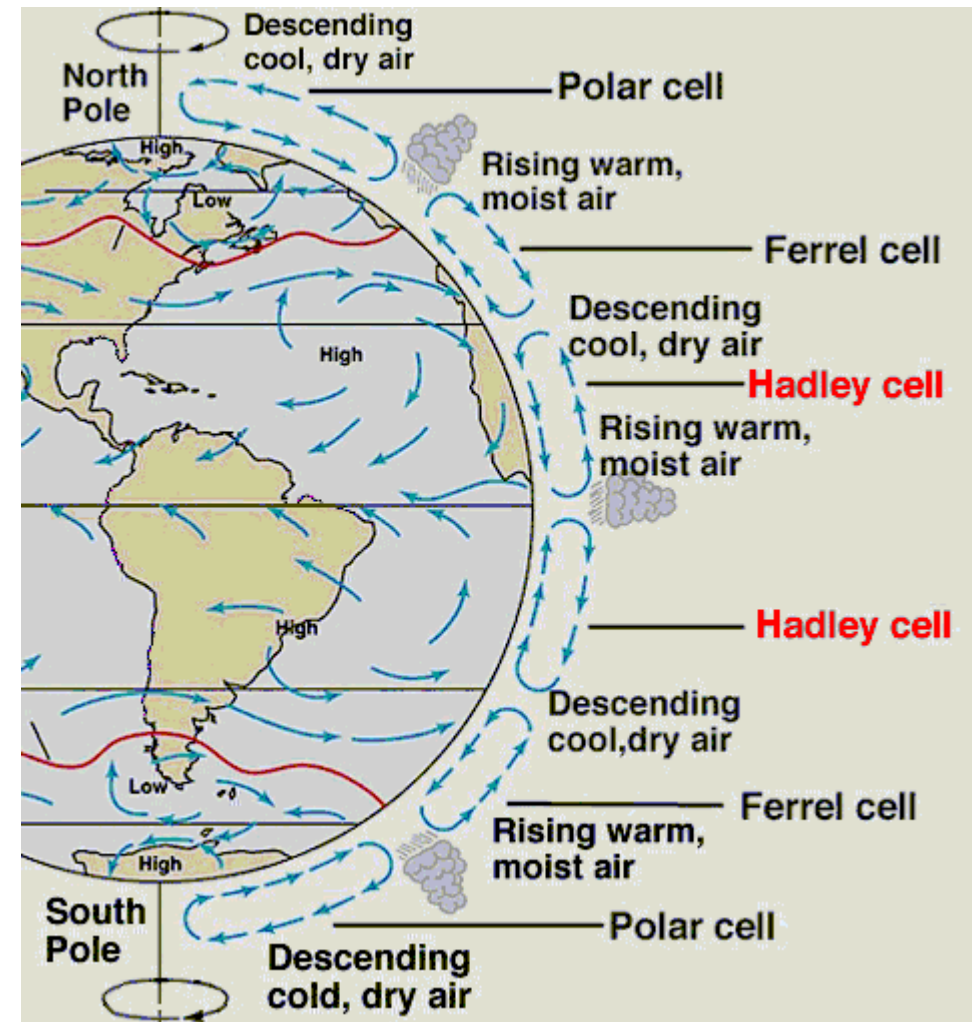 Descending
cool, dry air
North
Pole
Polar cell
High
Rising warm,
moist air
Low
Ferrel cell
Descending
cool, dry air
High
Hadley cell
Rising warm,
moist air
High
Hadley cell
Descending
cool,dry air
Low
Ferrel cell
Rising warm,
moist air
High
South
Pole
Polar cell
Descending
cold, dry air